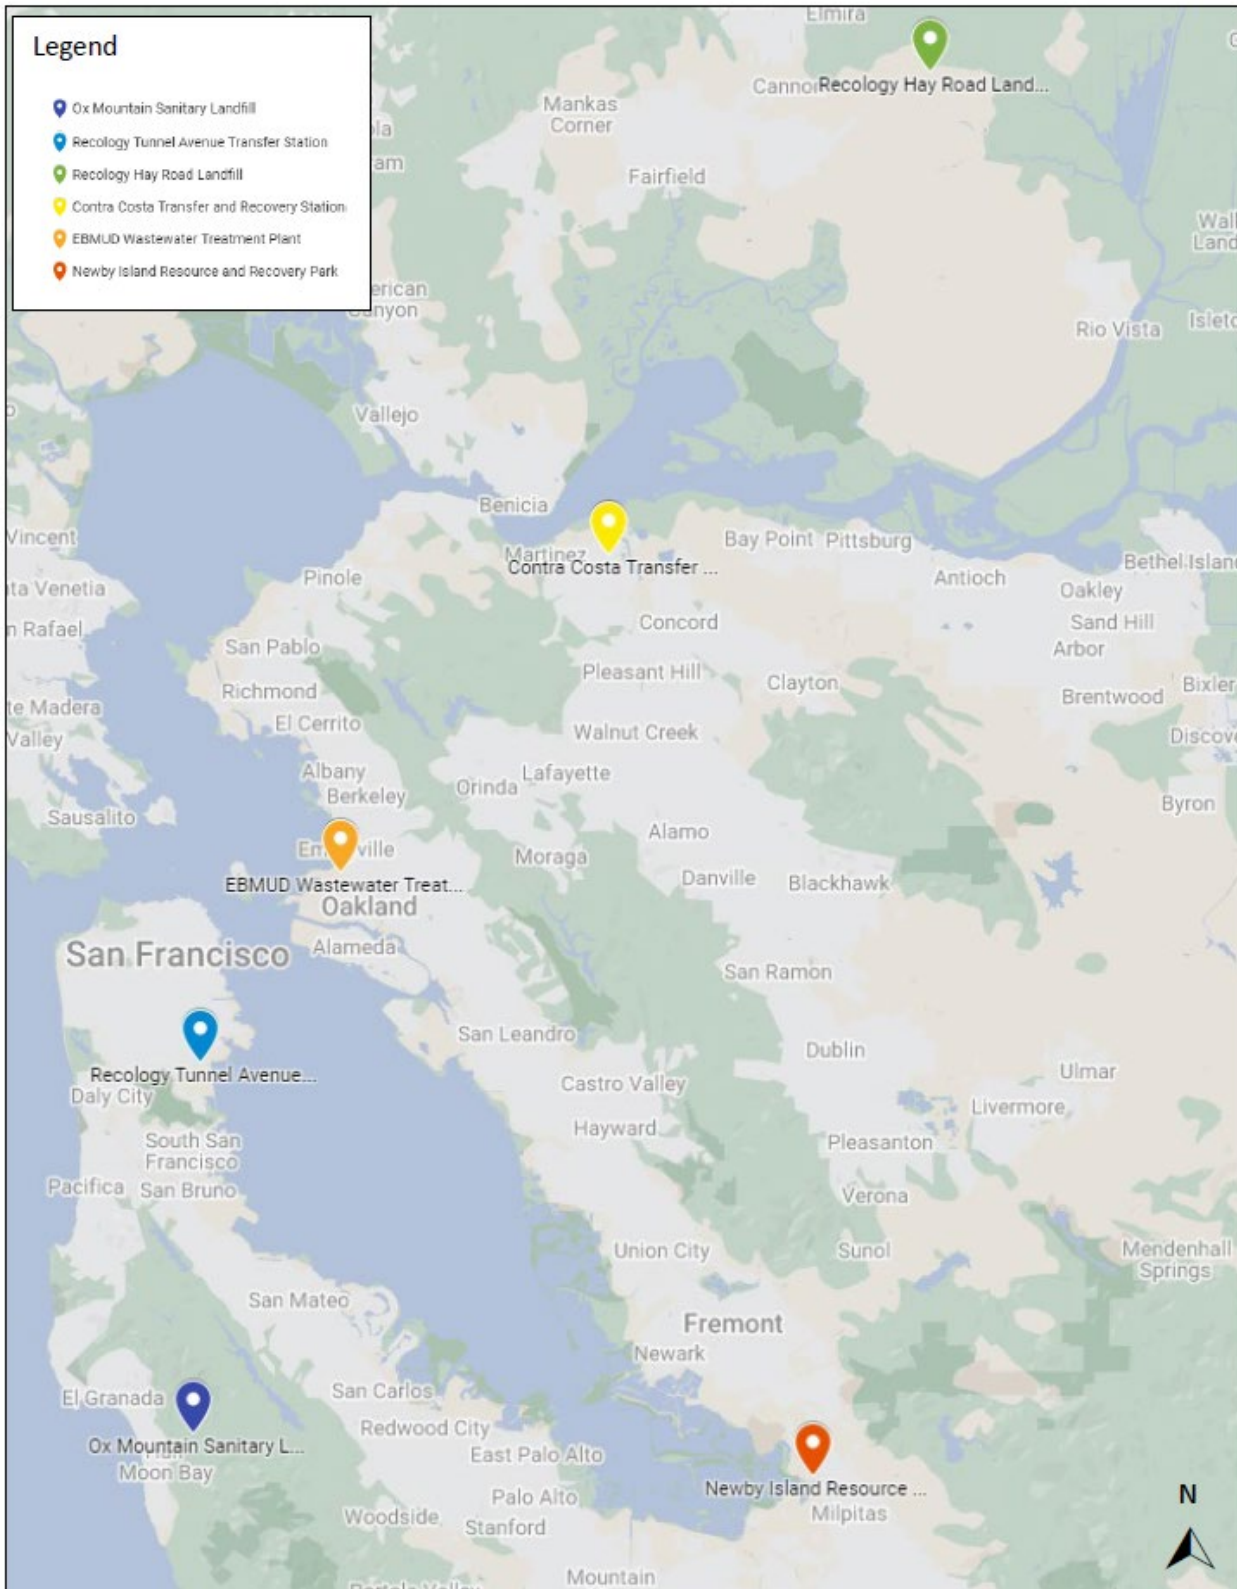 Legend
Ox Mountain Sanitary Landfill
Recology Tunnel Avenue Transfer Station
Recology Hay Road Landfill
Contra Costa Transfer and Recovery Station
EBMUD Wastewater Treatment Plant
Newby Island Resource and Recovery Park
Elmira
Recology Hay Road Land...
Mankas
Corner
Fairfield
Rio Vista
Vallejo
Benicia
Martinez
Contra Costa Transfer ...
Bay Point
Pittsburg
Antioch
Oakley
Bethel Island
Vincent
Pinole
Concord
Sand Hill
Arbor
San Pablo
Pleasant Hill
Clayton
Brentwood
Bixler
Richmond
El Cerrito
Walnut Creek
Valley
Albany
Berkeley
Orinda
Lafayette
Byron
Sausalito
Alamo
Moraga
Danville
Blackhawk
EBMUD Wastewater Treat...
Oakland
San Francisco
Alameda
San Ramon
San Leandro
Dublin
Recology Tunnel Avenue...
Daly City
Castro Valley
Ulmar
Livermore
Hayward
Pleasanton
South San
Francisco
Pacifica
San Bruno
Verona
Union City
Sunol
Mendenhall
Springs
San Mateo
Fremont
Newark
El Granada
San Carlos
Redwood City
Ox Mountain Sanitary L...
Moon Bay
East Palo Alto
Newby Island Resource ...
Milpitas
Palo Alto
Woodside
Stanford
Mountain
N